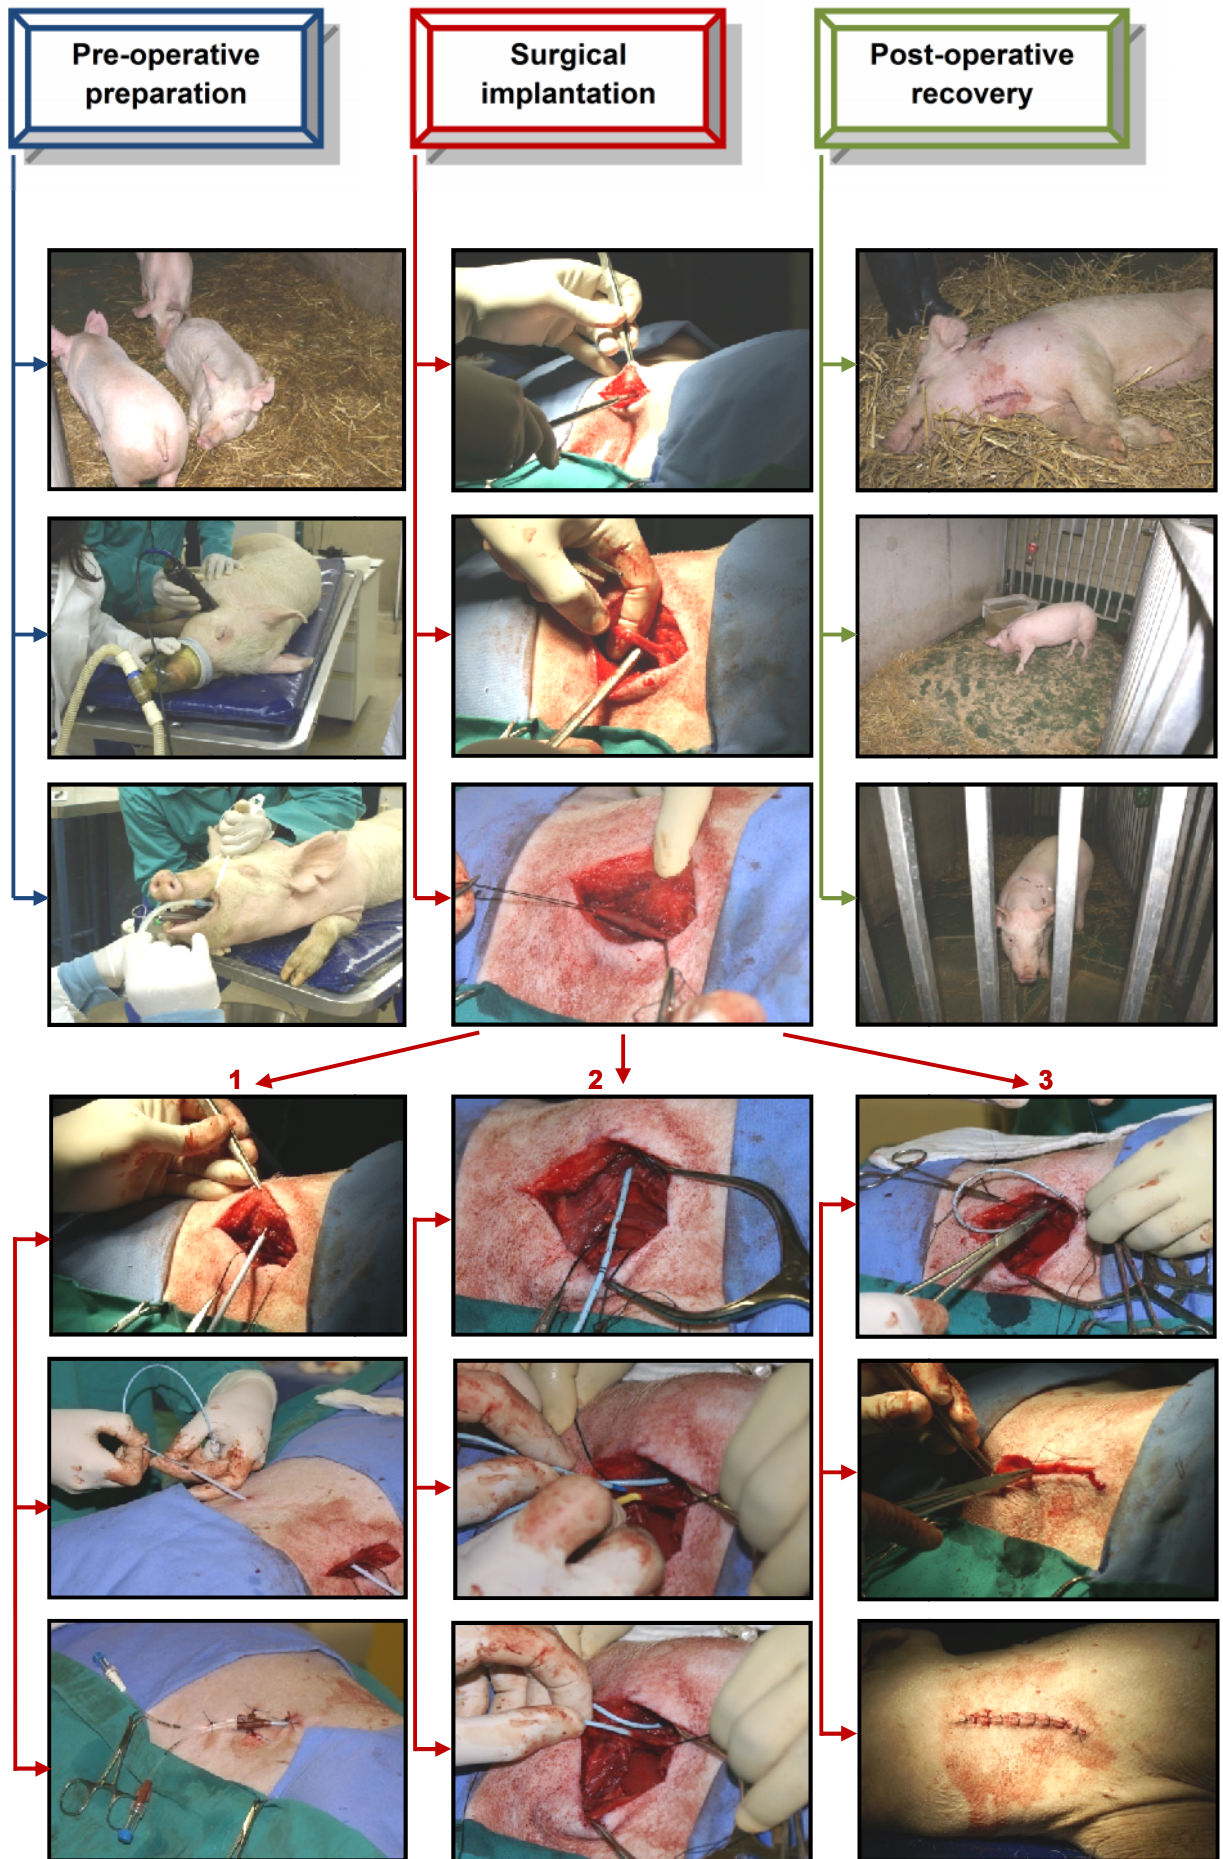 Pre-operative
preparation
Surgical
implantation
Post-operative
recovery
1
2
3